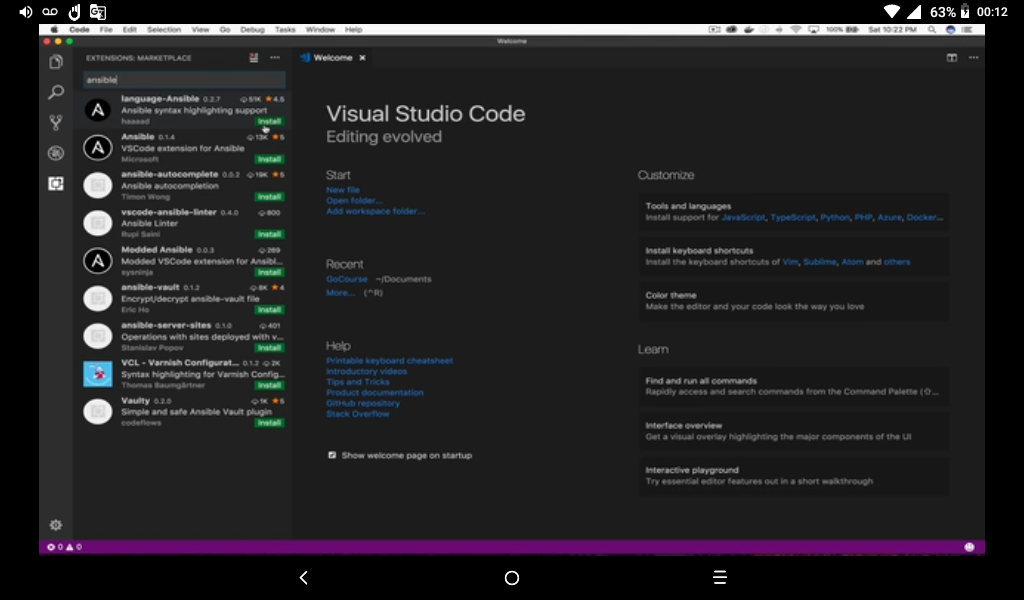 63% 00:12
Code File Edit Selection View Go Debug Tasks Window Help 100% Sat 10:22 PM
Welcome
EXTENSIONS: MARKETPLACE
Welcome
ansible
language-Ansible 0.2.7 51K 4.5
Ansible syntax highlighting support
haaaad
Install
Ansible 0.1.4 13K 5
VSCode extension for Ansible
Microsoft
Install
ansible-autocomplete 0.0.2 19K 5
Ansible autocompletion
Timon Wong
Install
vscode-ansible-linter 0.4.0 800
Ansible Linter
Rupi Saini
Install
Modded Ansible 0.0.3 269
Modded VSCode extension for Ansibl...
sysninja
Install
ansible-vault 0.1.2 8K 4
Encrypt/decrypt ansible-vault file
Eric Ho
Install
ansible-server-sites 0.1.0 401
Operations with sites deployed with v...
Stanislav Popov
Install
VCL - Varnish Configurat... 0.1.2 2K
Syntax highlighting for Varnish Config...
Thomas Baumgärtner
Install
Vaulty 0.2.0 1K 5
Simple and safe Ansible Vault plugin
codeflows
Install
Visual Studio Code
Editing evolved
Start
New file
Open folder...
Add workspace folder...
Recent
GoCourse ~/Documents
More... (^R)
Help
Printable keyboard cheatsheet
Introductory videos
Tips and Tricks
Product documentation
GitHub repository
Stack Overflow
Show welcome page on startup
Customize
Tools and languages
Install support for JavaScript, TypeScript, Python, PHP, Azure, Docker...
Install keyboard shortcuts
Install the keyboard shortcuts of Vim, Sublime, Atom and others
Color theme
Make the editor and your code look the way you love
Learn
Find and run all commands
Rapidly access and search commands from the Command Palette (⇧...
Interface overview
Get a visual overlay highlighting the major components of the UI
Interactive playground
Try essential editor features out in a short walkthrough
0 0